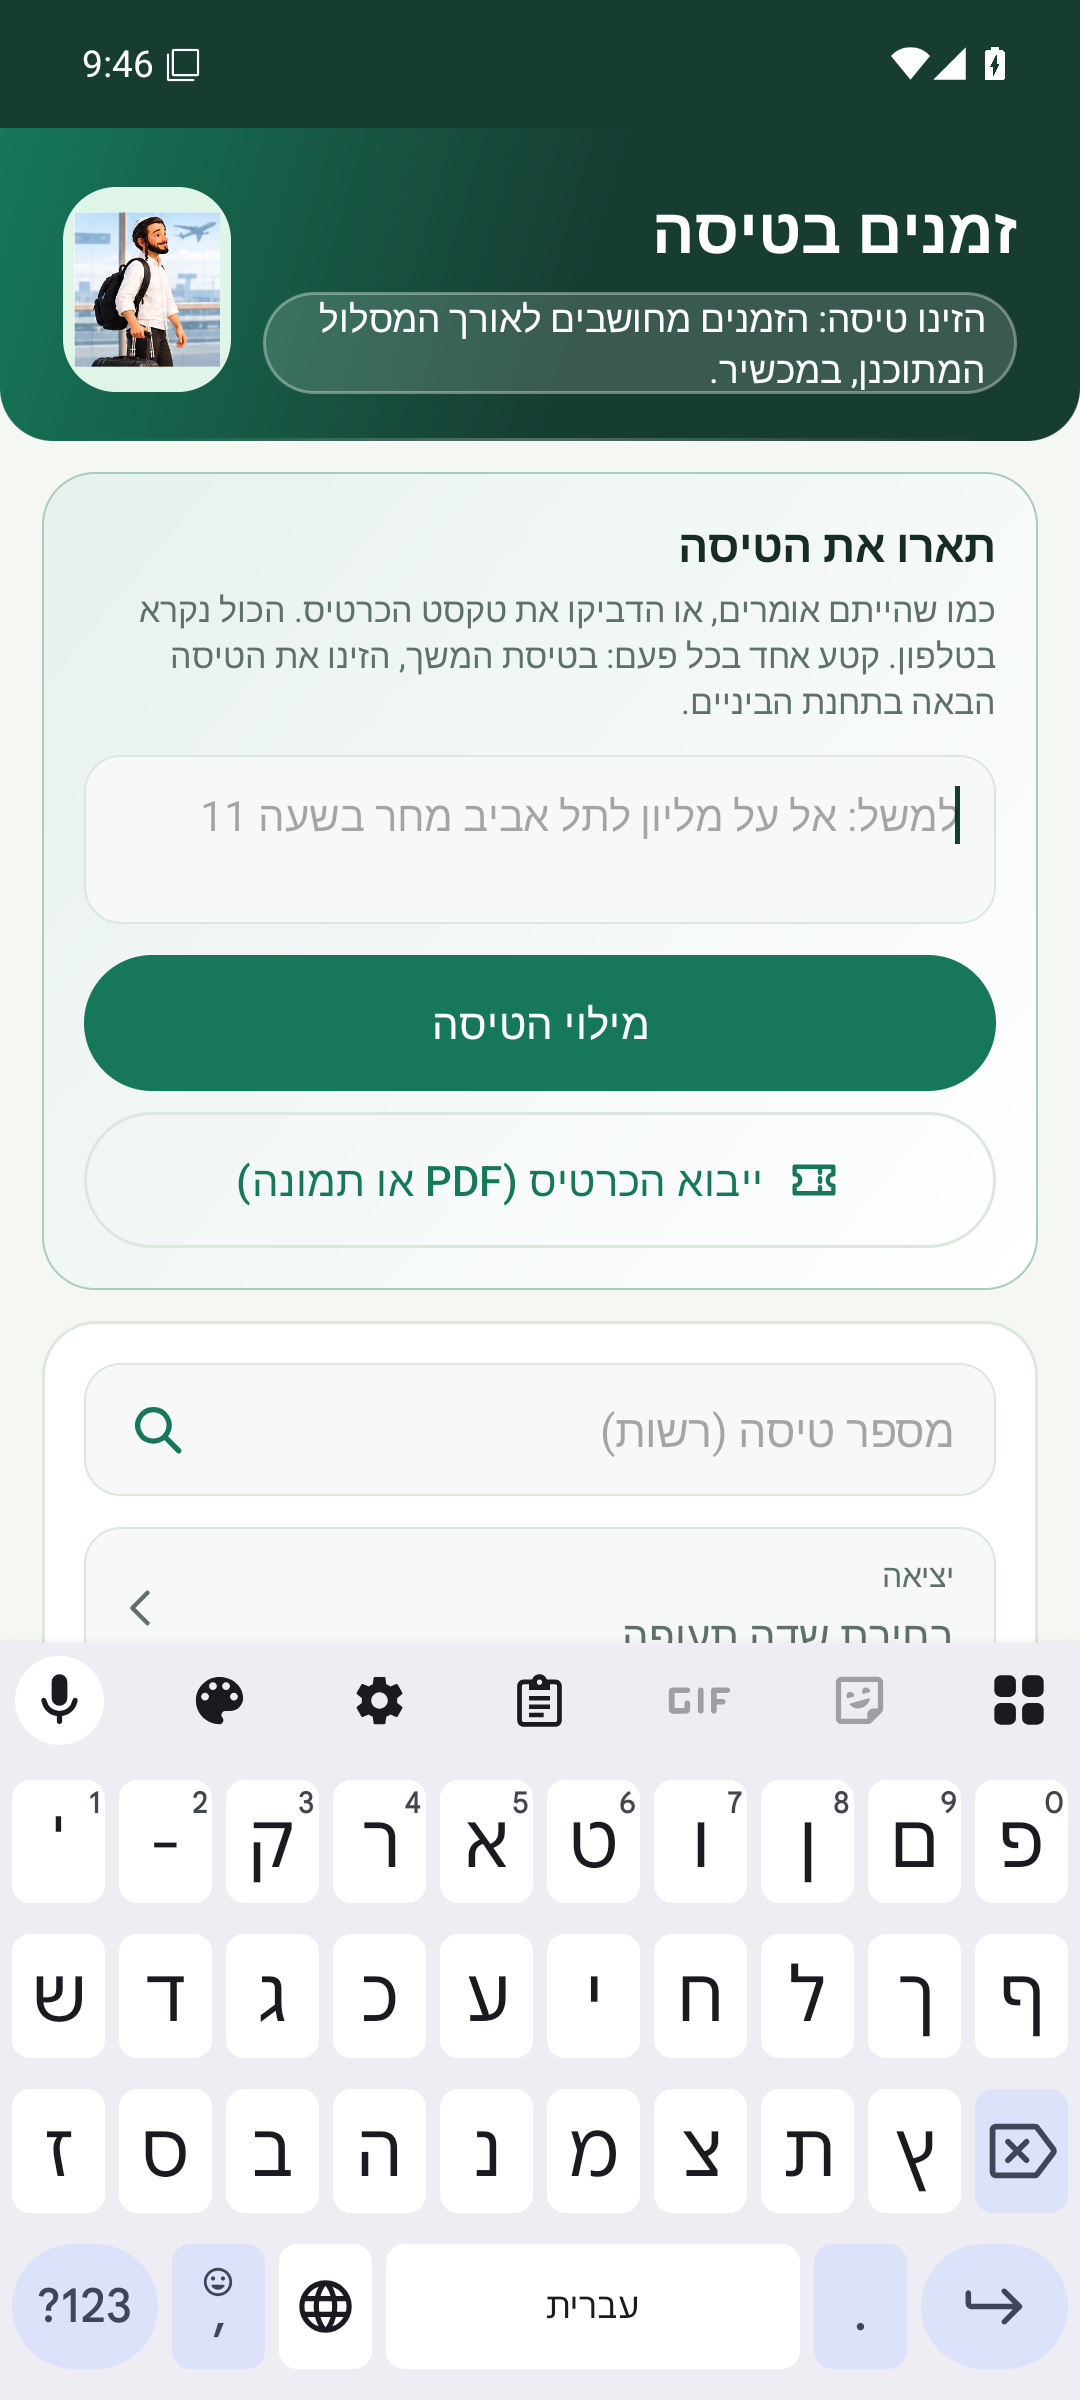 9:46
זמנים בטיסה
הזינו טיסה: הזמנים מחושבים לאורך המסלול
המתוכנן, במכשיר.
תארו את הטיסה
כמו שהייתם אומרים, או הדביקו את טקסט הכרטיס. הכול נקרא
בטלפון. קטע אחד בכל פעם: בטיסת המשך, הזינו את הטיסה
הבאה בתחנת הביניים.
למשל: אל על מליון לתל אביב מחר בשעה 11
מילוי הטיסה
ייבוא הכרטיס (PDF או תמונה)
מספר טיסה (רשות)
יציאה
בחירת שדה תעופה
GIF
' 1 - 2 ק 3 ר 4 א 5 ט 6 ו 7 ן 8 ם 9 פ 0
ש ד ג כ ע י ח ל ך ף
ז ס ב ה נ מ צ ת ץ
?123 , עברית .